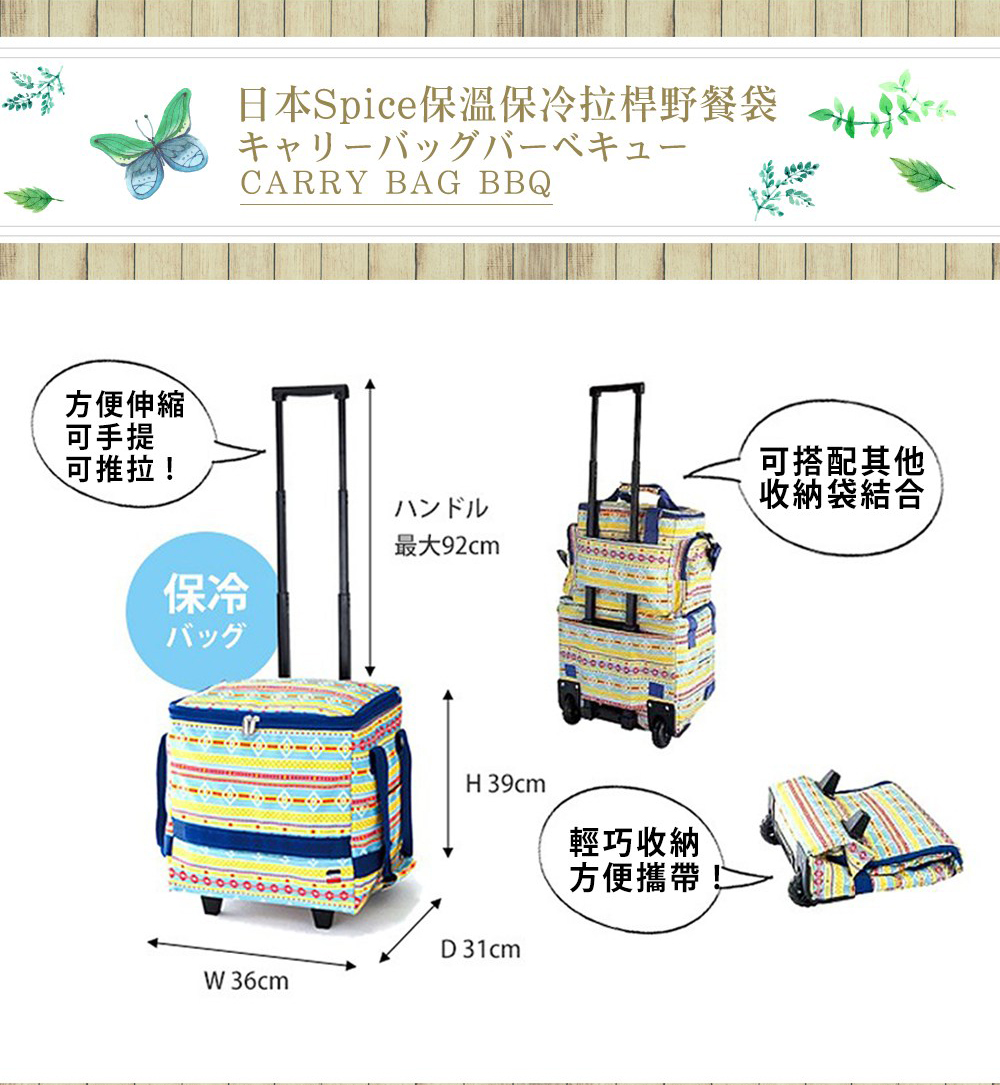 日本Spice保溫保冷拉桿野餐袋
キャリーバッグバーベキュー
CARRY BAG BBQ
方便伸縮
可手提
可推拉！
ハンドル
最大92cm
保冷
バッグ
可搭配其他
收納袋結合
H 39cm
輕巧收納
方便攜帶！
D 31cm
W 36cm